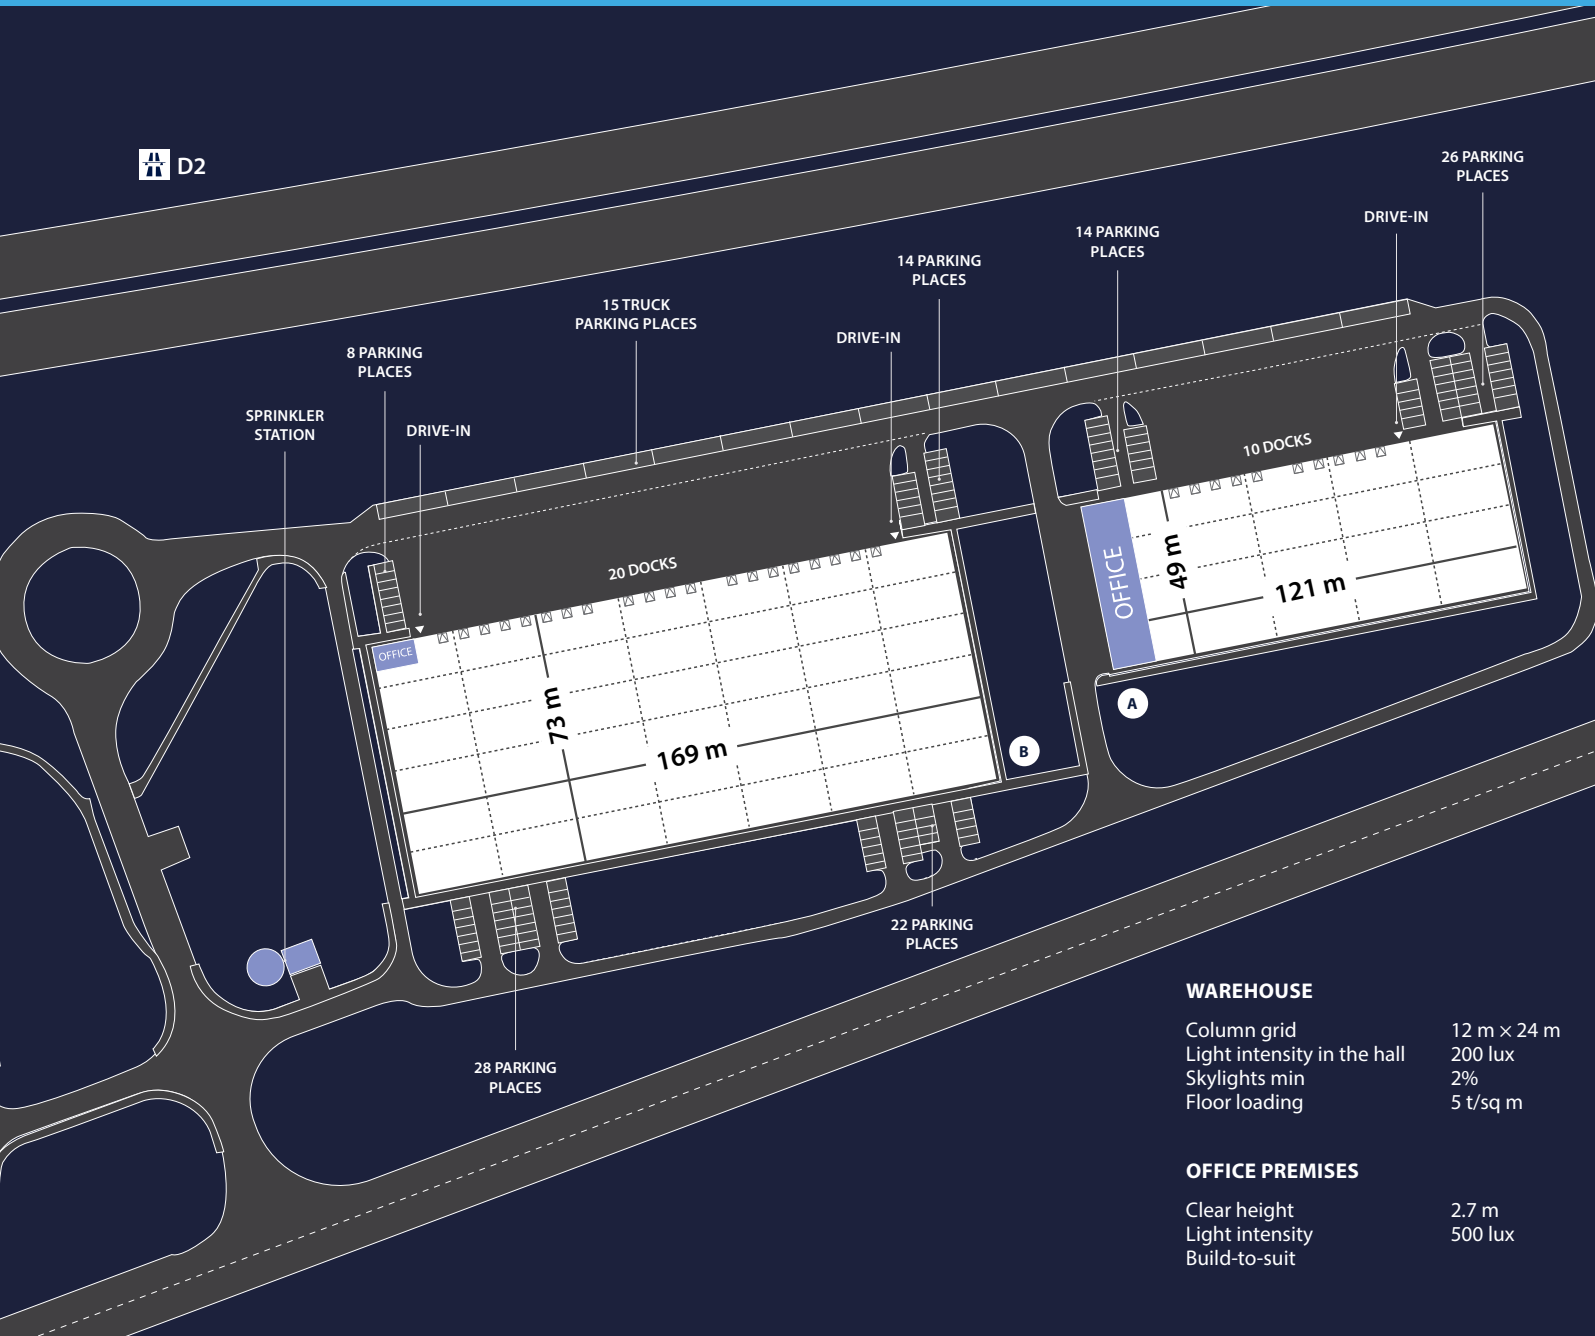 D2
26 PARKING
PLACES
DRIVE-IN
14 PARKING
PLACES
14 PARKING
PLACES
15 TRUCK
PARKING PLACES
DRIVE-IN
8 PARKING
PLACES
SPRINKLER
STATION
DRIVE-IN
10 DOCKS
20 DOCKS
OFFICE
49 m
121 m
OFFICE
73 m
169 m
A
B
22 PARKING
PLACES
28 PARKING
PLACES
WAREHOUSE
Column grid 12 m × 24 m
Light intensity in the hall 200 lux
Skylights min 2%
Floor loading 5 t/sq m
OFFICE PREMISES
Clear height 2.7 m
Light intensity 500 lux
Build-to-suit